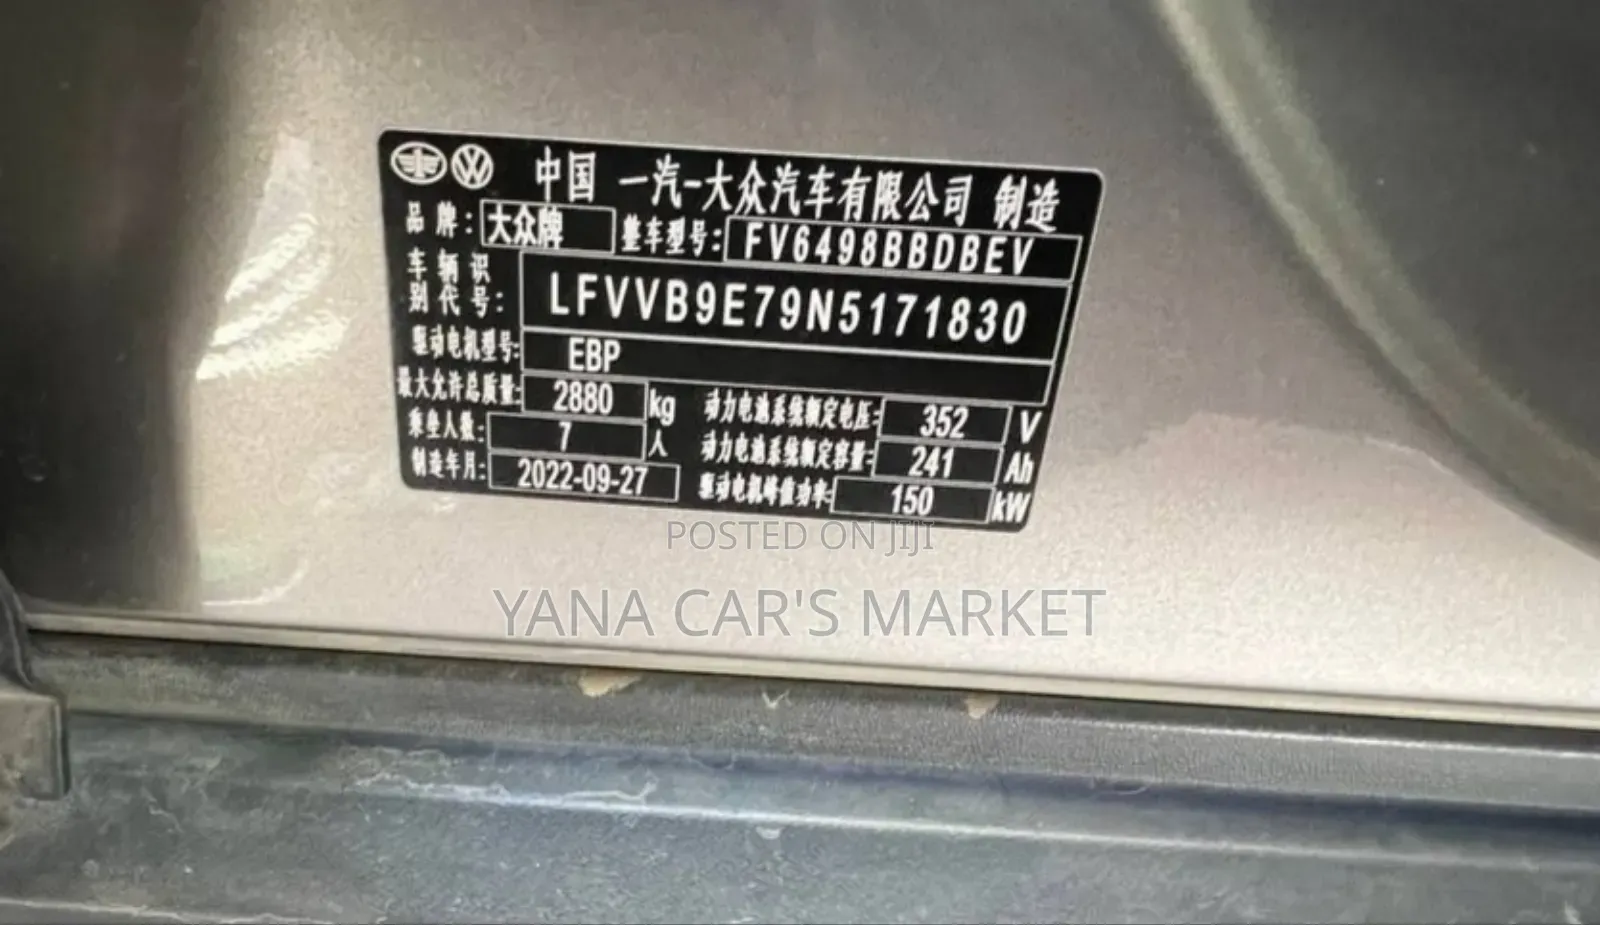 中国 一汽-大众汽车有限公司 制造
品牌: 大众牌 整车型号: FV6498BBDBEV
车辆识别代号: LFVVB9E79N5171830
驱动电机型号: EBP
最大允许总质量: 2880 kg 动力电池系统额定电压: 352 V
乘坐人数: 7 人 动力电池系统额定容量: 241 Ah
制造年月: 2022-09-27 驱动电机峰值功率: 150 kW
POSTED ON JIJI
YANA CAR'S MARKET